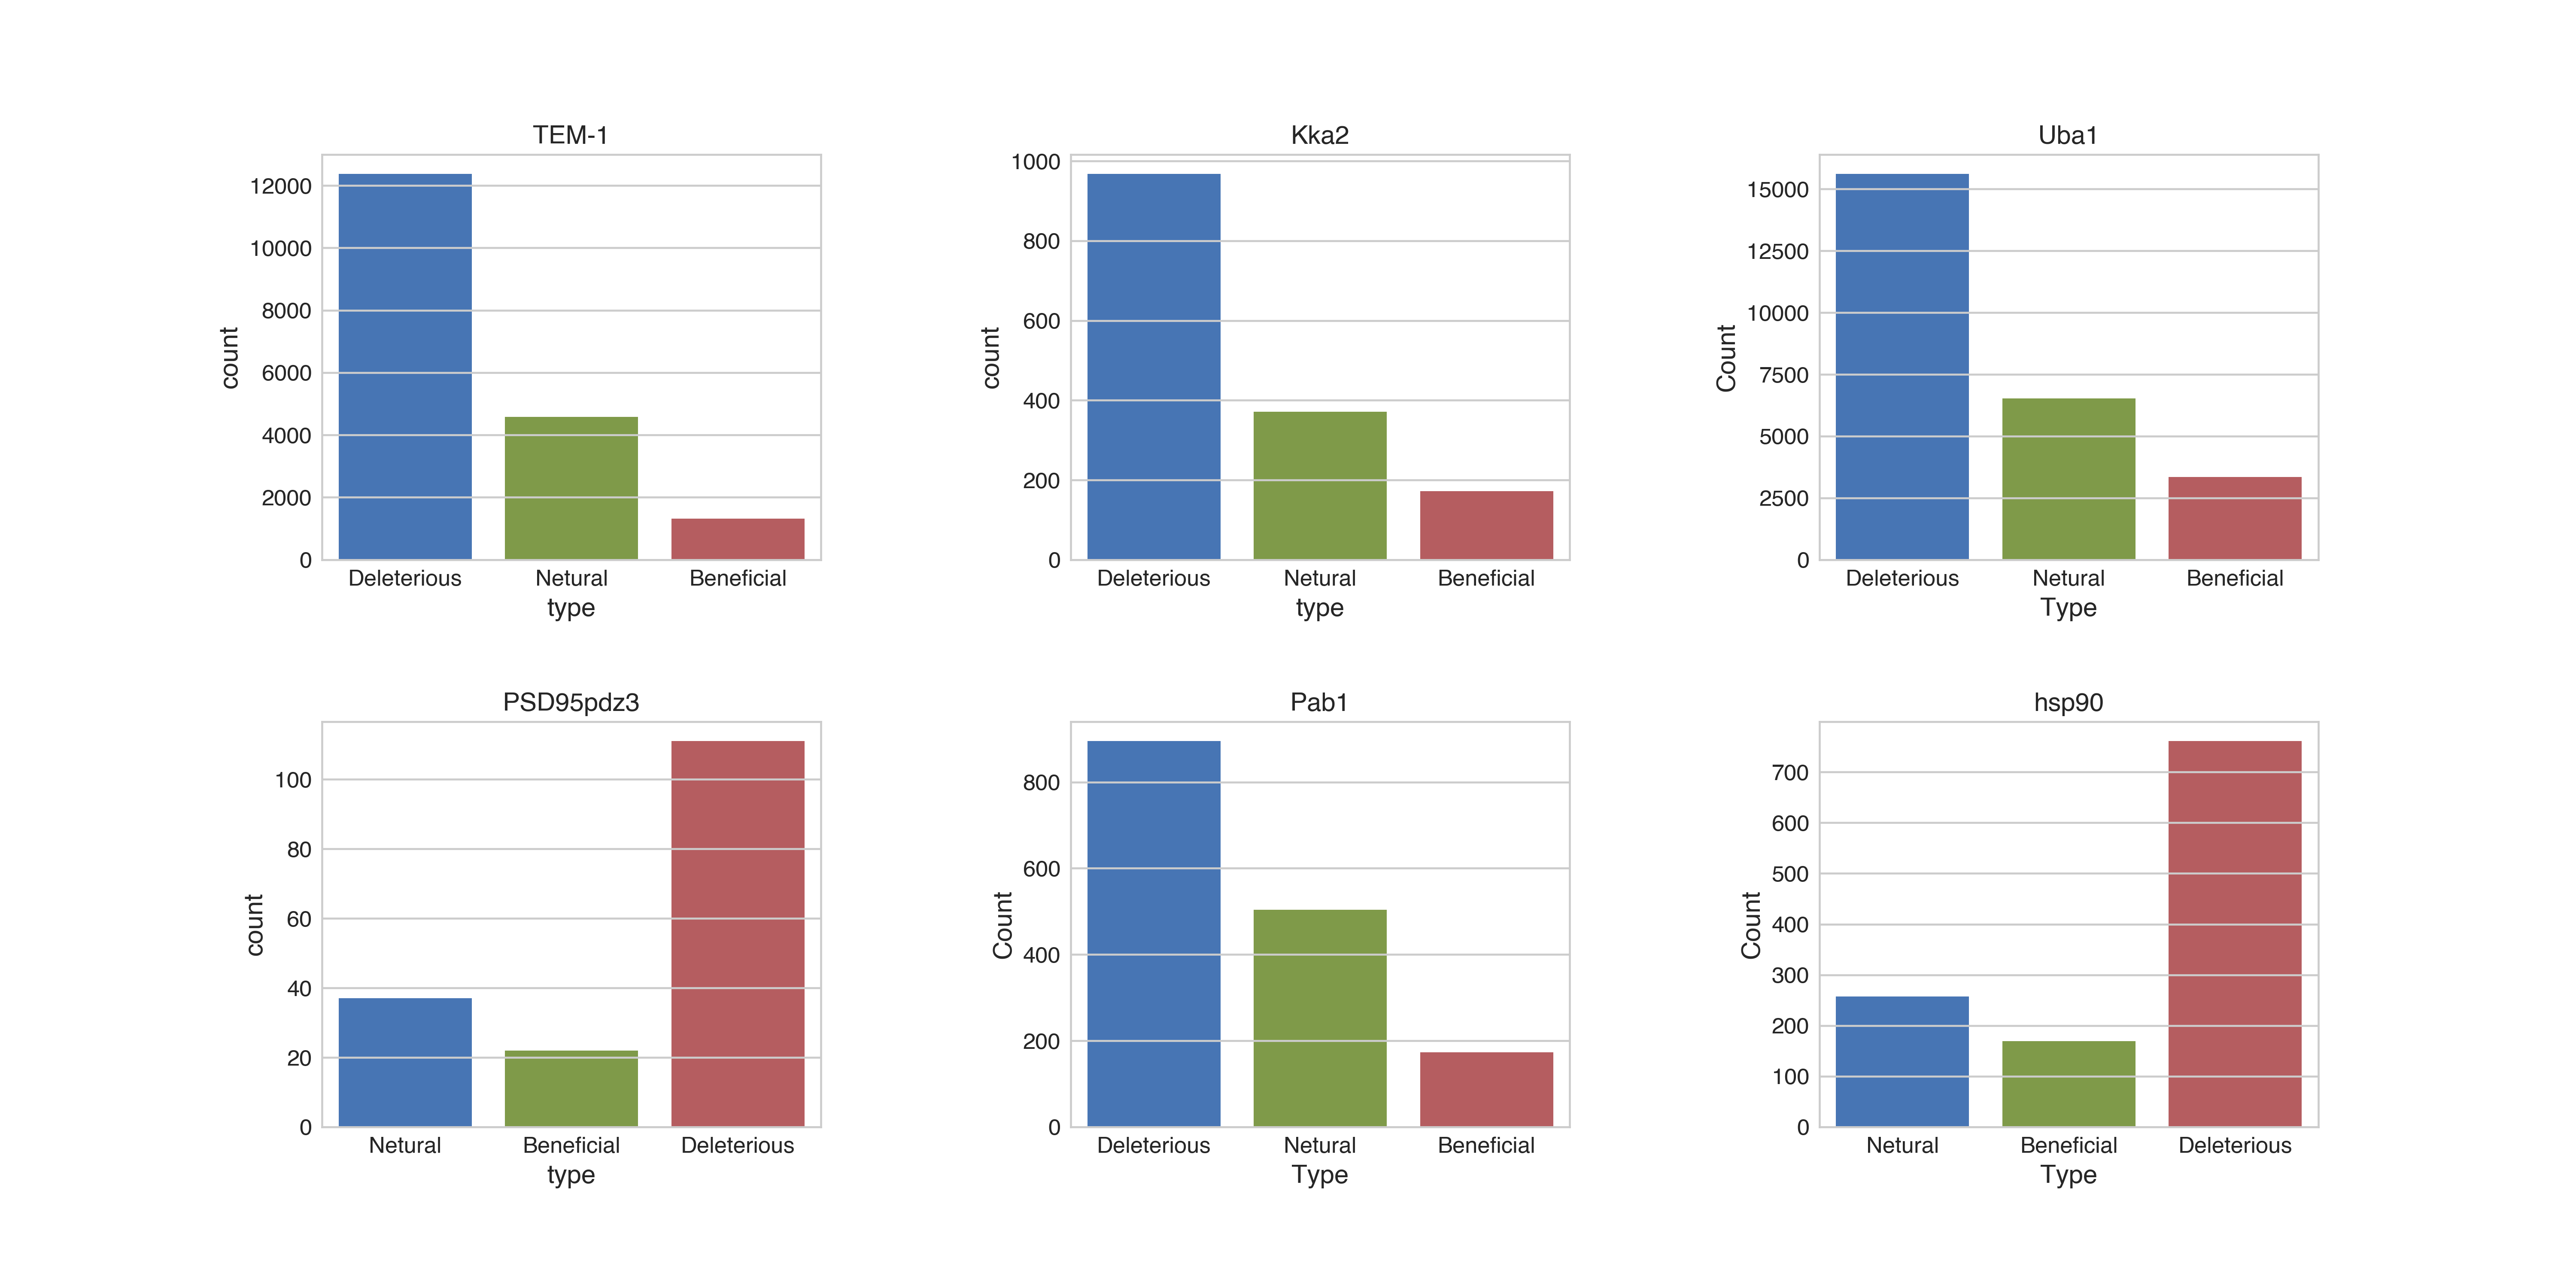 TEM-1
12000
10000
8000
6000
4000
2000
0
count
Deleterious Netural Beneficial
type
Kka2
1000
800
600
400
200
0
count
Deleterious Netural Beneficial
type
Uba1
15000
12500
10000
7500
5000
2500
0
Count
Deleterious Netural Beneficial
Type
PSD95pdz3
100
80
60
40
20
0
count
Netural Beneficial Deleterious
type
Pab1
800
600
400
200
0
Count
Deleterious Netural Beneficial
Type
hsp90
700
600
500
400
300
200
100
0
Count
Netural Beneficial Deleterious
Type